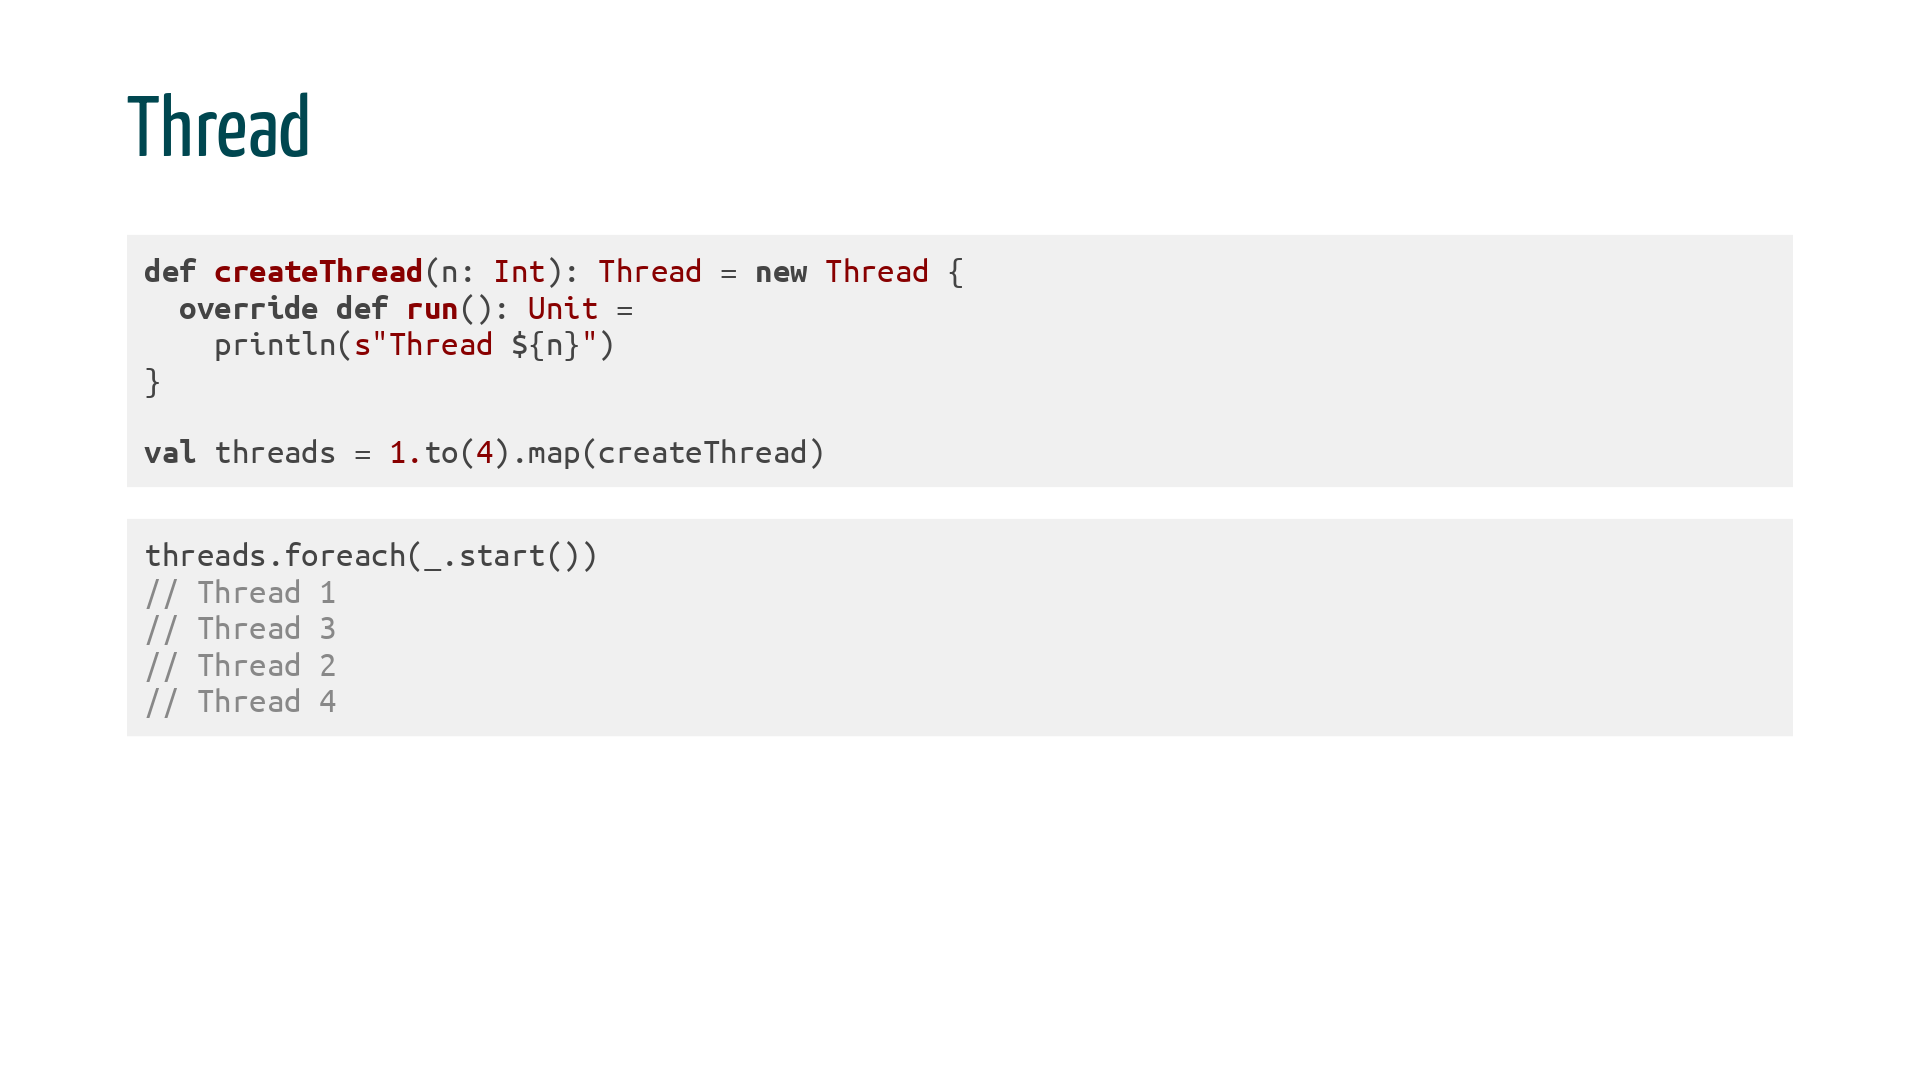 Thread
def createThread(n: Int): Thread = new Thread {
  override def run(): Unit =
    println(s"Thread ${n}")
}

val threads = 1.to(4).map(createThread)
threads.foreach(_.start())
// Thread 1
// Thread 3
// Thread 2
// Thread 4